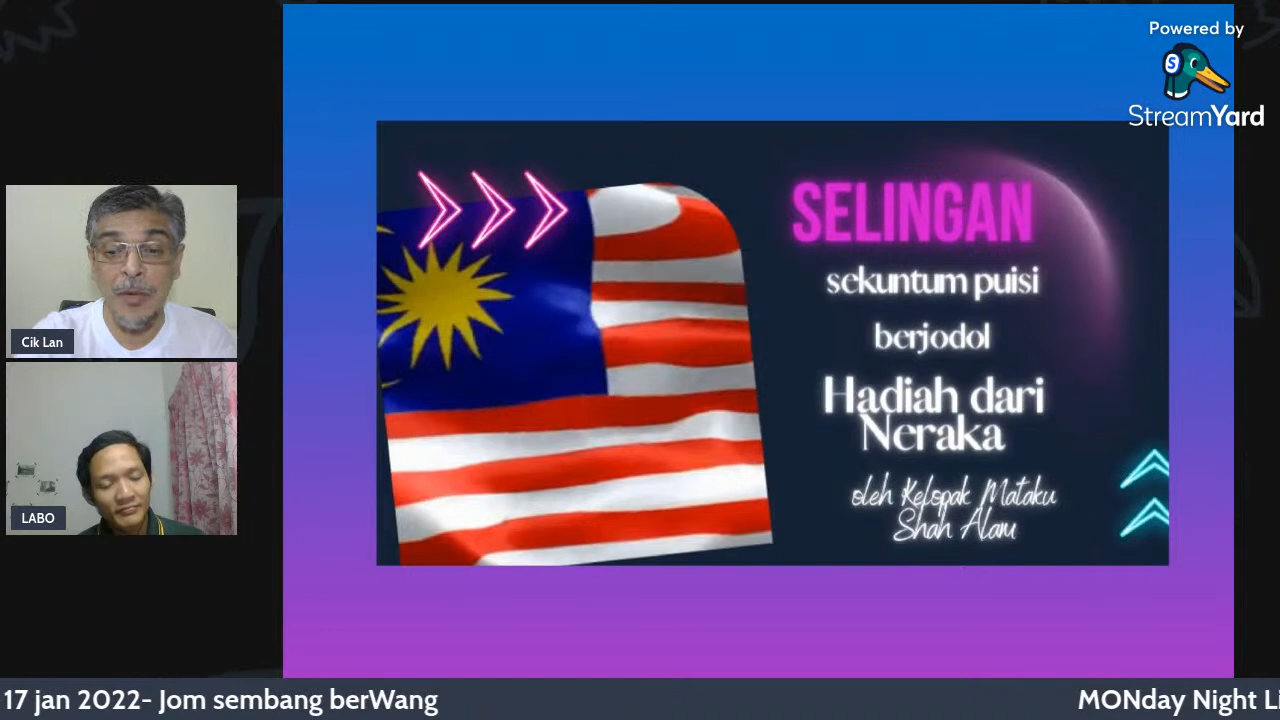 Powered by
S
StreamYard
SELINGAN
sekuntum puisi
berjodol
Hadiah dari
Neraka
oleh Kelopak Mataku
Shah Alam
Cik Lan
LABO
17 jan 2022- Jom sembang berWang
MONday Night Li